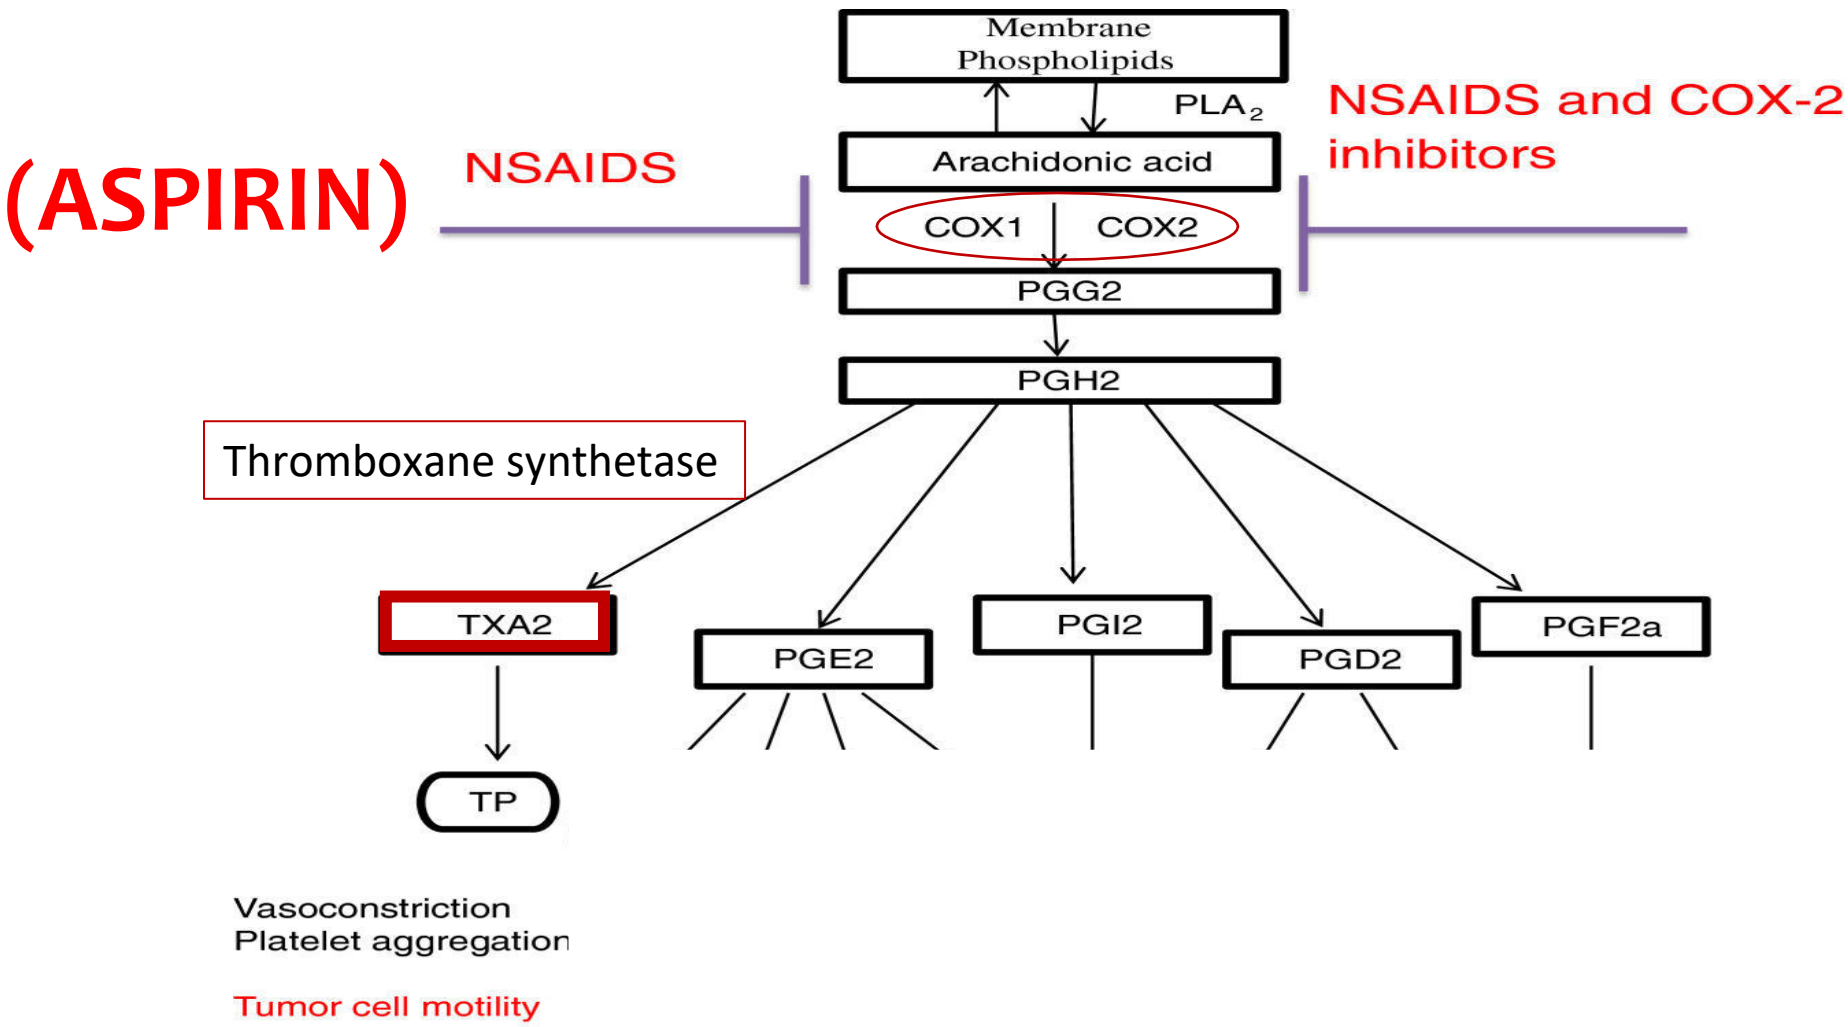 Membrane
Phospholipids
PLA₂
NSAIDS and COX-2
inhibitors
(ASPIRIN)
NSAIDS
Arachidonic acid
COX1
COX2
PGG2
PGH2
Thromboxane synthetase
TXA2
PGE2
PGI2
PGD2
PGF2a
TP
Vasoconstriction
Platelet aggregation
Tumor cell motility